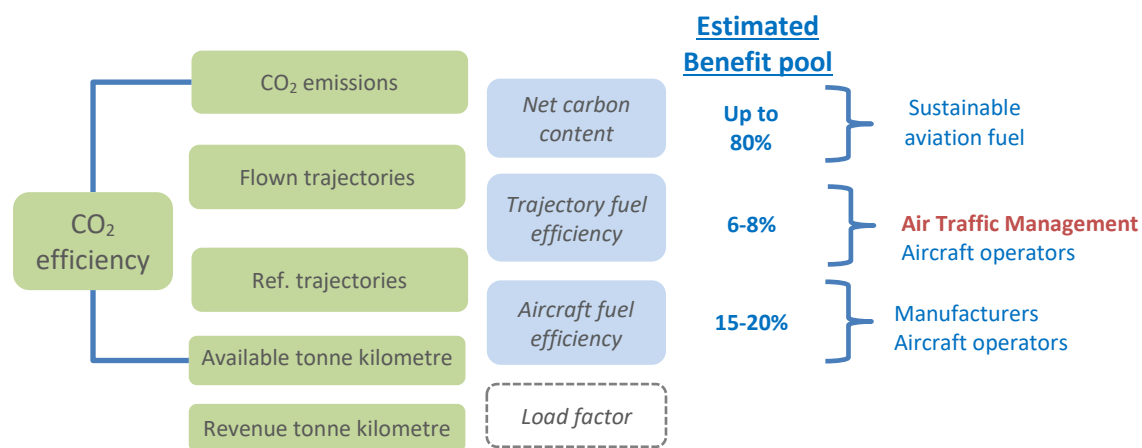 Estimated
Benefit pool
CO₂ emissions
Net carbon
content
Up to
80%
Sustainable
aviation fuel
Flown trajectories
Trajectory fuel
efficiency
6-8%
Air Traffic Management
Aircraft operators
CO₂
efficiency
Ref. trajectories
Aircraft fuel
efficiency
15-20%
Manufacturers
Aircraft operators
Available tonne kilometre
Load factor
Revenue tonne kilometre